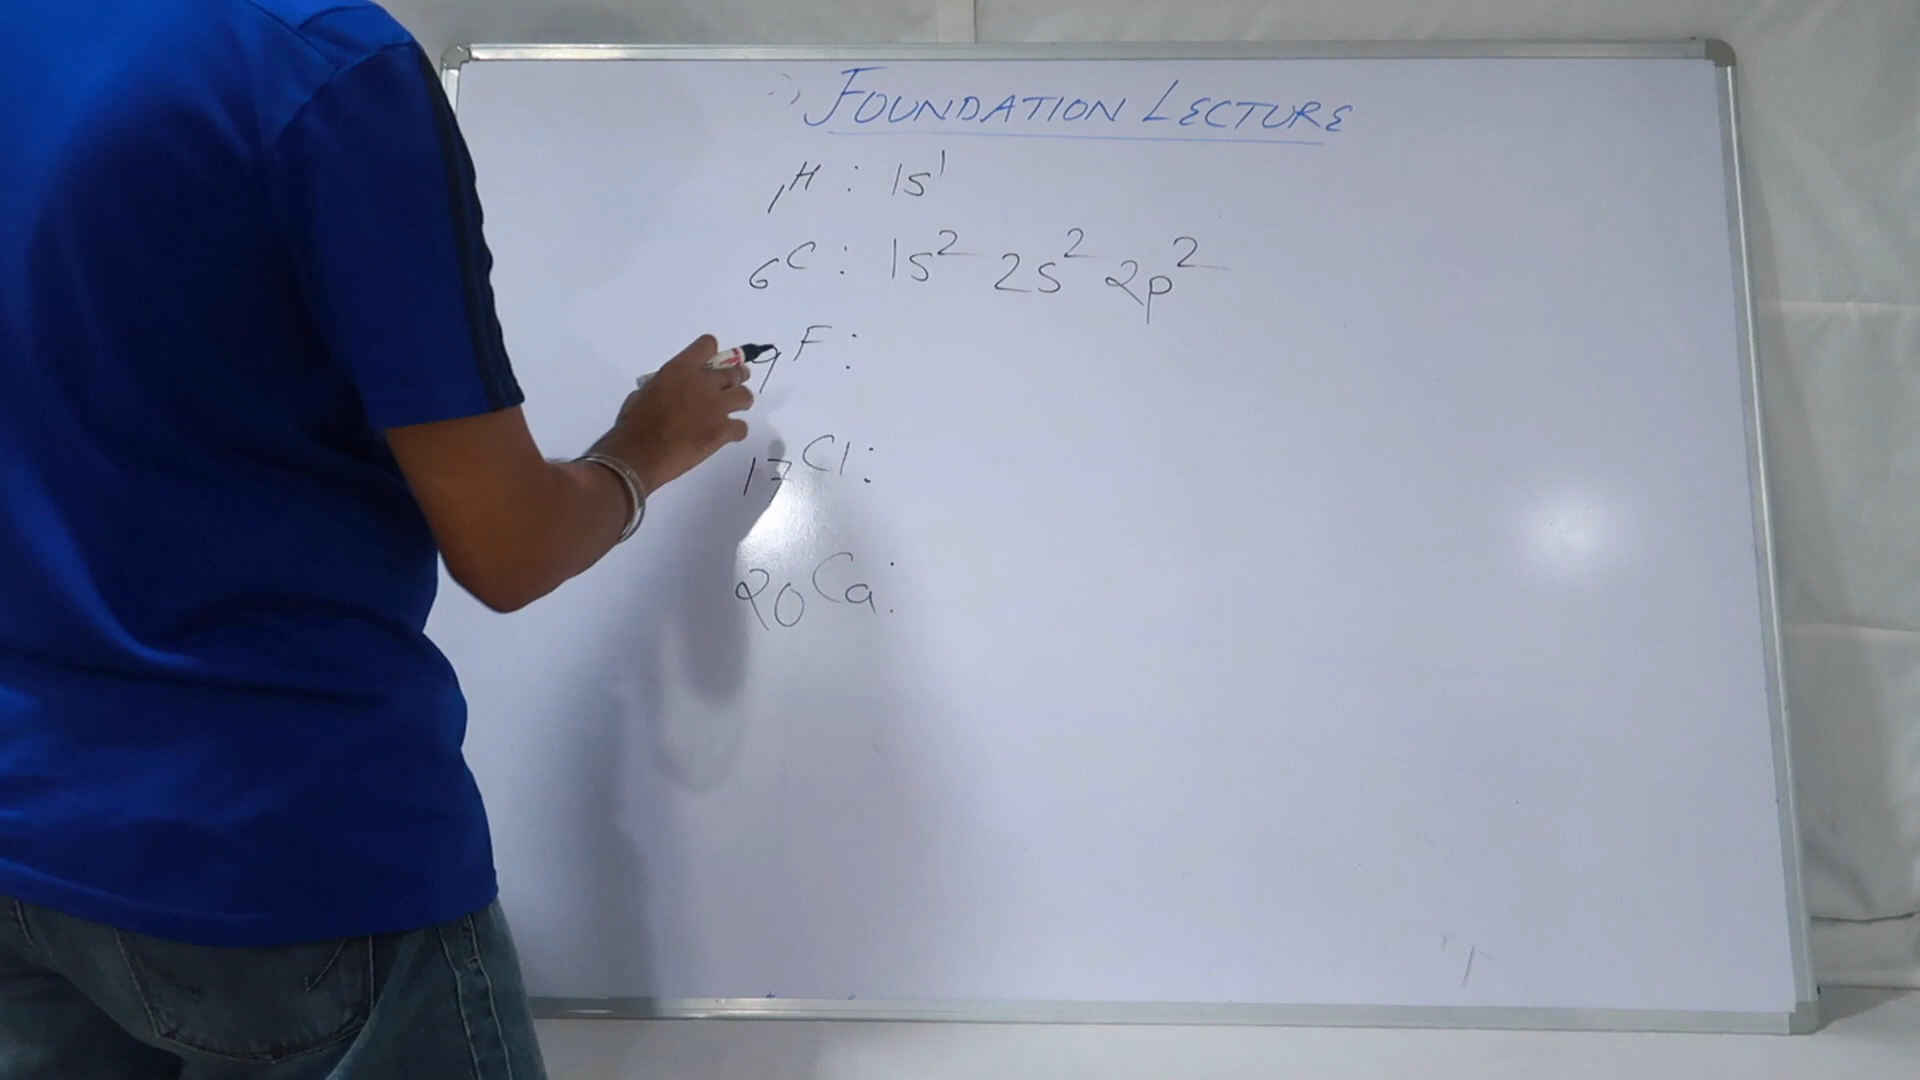 FOUNDATION LECTURE
₁H : 1s¹
₆C : 1s² 2s² 2p²
₉F :
₁₇Cl :
₂₀Ca :